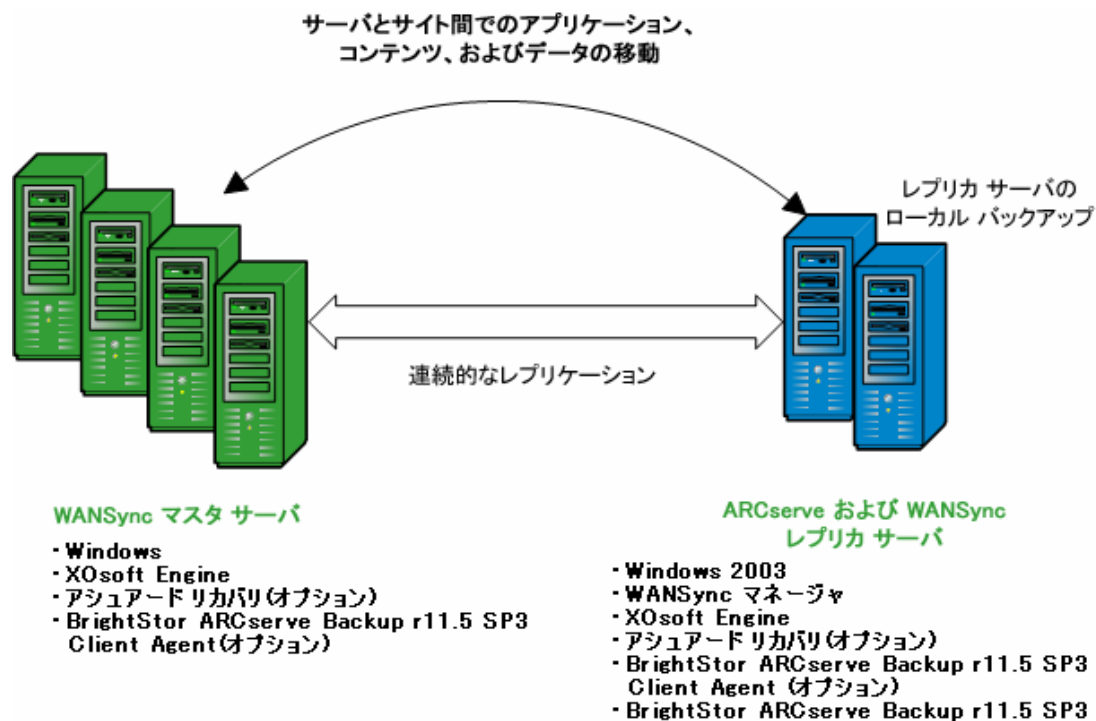 サーバとサイト間でのアプリケーション、
コンテンツ、およびデータの移動
レプリカ サーバの
ローカル バックアップ
連続的なレプリケーション
WANSync マスタ サーバ
・Windows
・XOsoft Engine
・アシュアード リカバリ(オプション)
・BrightStor ARCserve Backup r11.5 SP3
Client Agent(オプション)
ARCserve および WANSync
レプリカ サーバ
・Windows 2003
・WANSync マネージャ
・XOsoft Engine
・アシュアード リカバリ(オプション)
・BrightStor ARCserve Backup r11.5 SP3
Client Agent (オプション)
・BrightStor ARCserve Backup r11.5 SP3